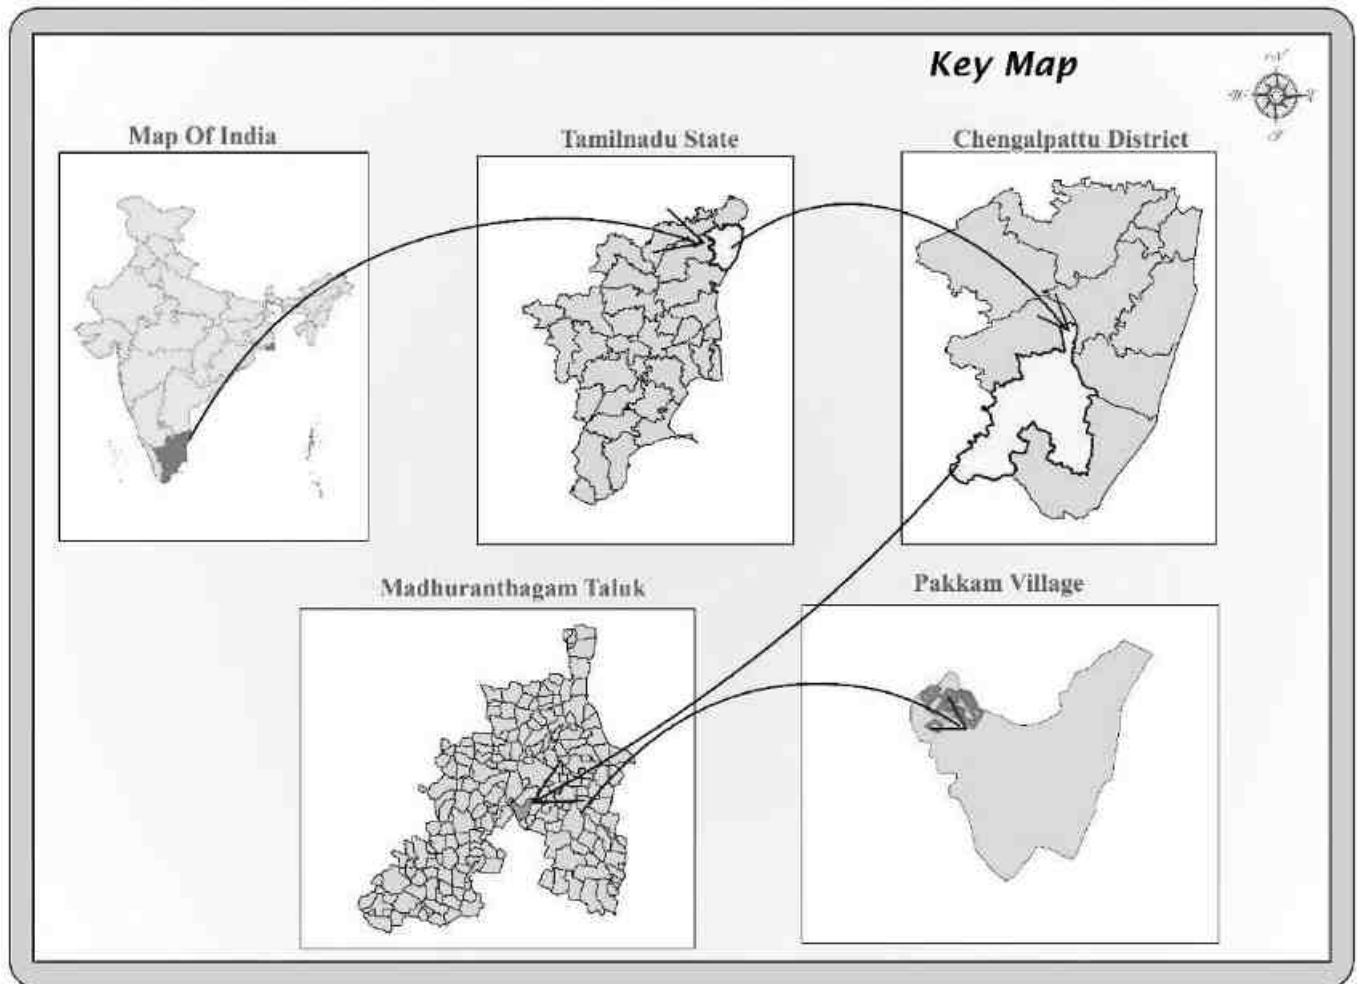 Key Map
N
W
E
S
Map Of India
Tamilnadu State
Chengalpattu District
Madhuranthagam Taluk
Pakkam Village